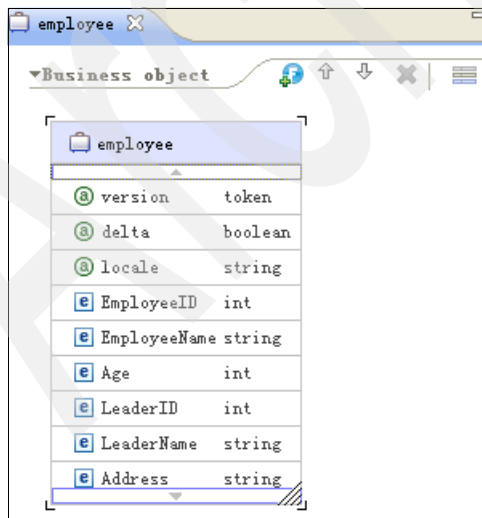 employee
Business object
employee
version token
delta boolean
locale string
EmployeeID int
EmployeeName string
Age int
LeaderID int
LeaderName string
Address string